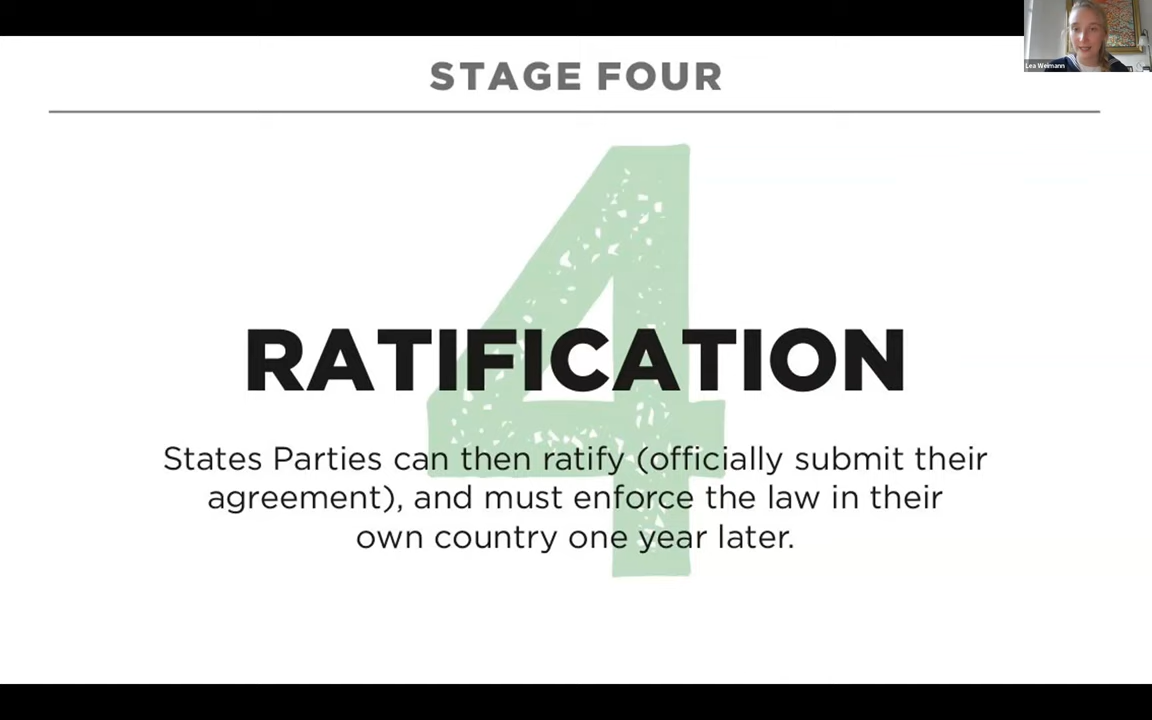 Lea Weimann
STAGE FOUR
4
RATIFICATION
States Parties can then ratify (officially submit their
agreement), and must enforce the law in their
own country one year later.